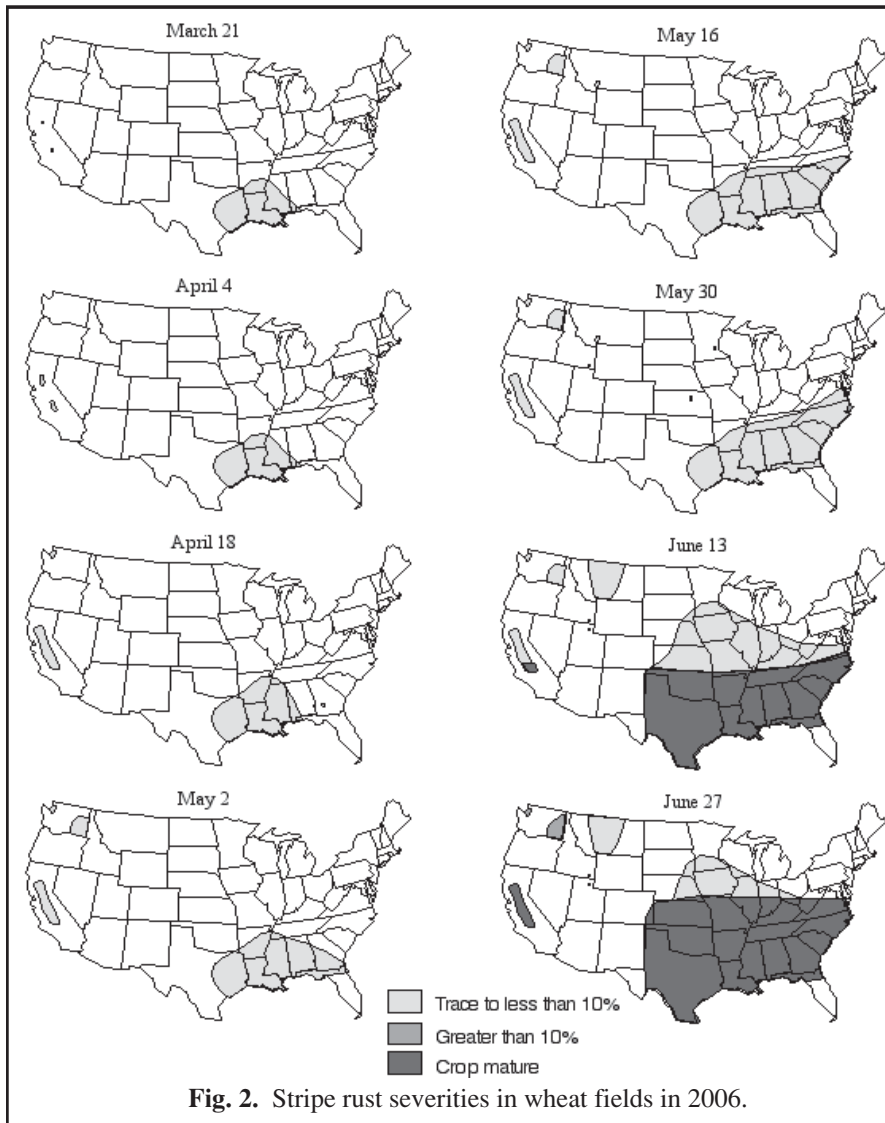 March 21
May 16
April 4
May 30
April 18
June 13
May 2
June 27
Trace to less than 10%
Greater than 10%
Crop mature
Fig. 2. Stripe rust severities in wheat fields in 2006.